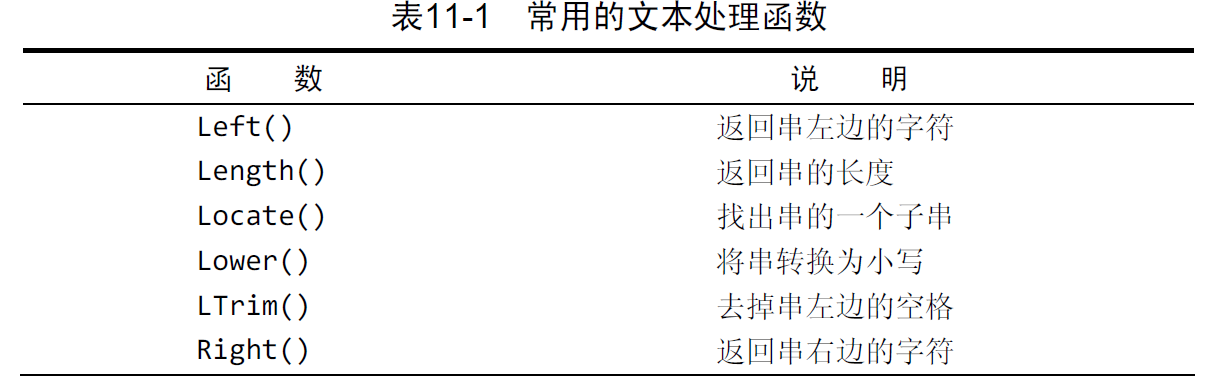 表11-1 常用的文本处理函数
函 数 说 明
Left() 返回串左边的字符
Length() 返回串的长度
Locate() 找出串的一个子串
Lower() 将串转换为小写
LTrim() 去掉串左边的空格
Right() 返回串右边的字符